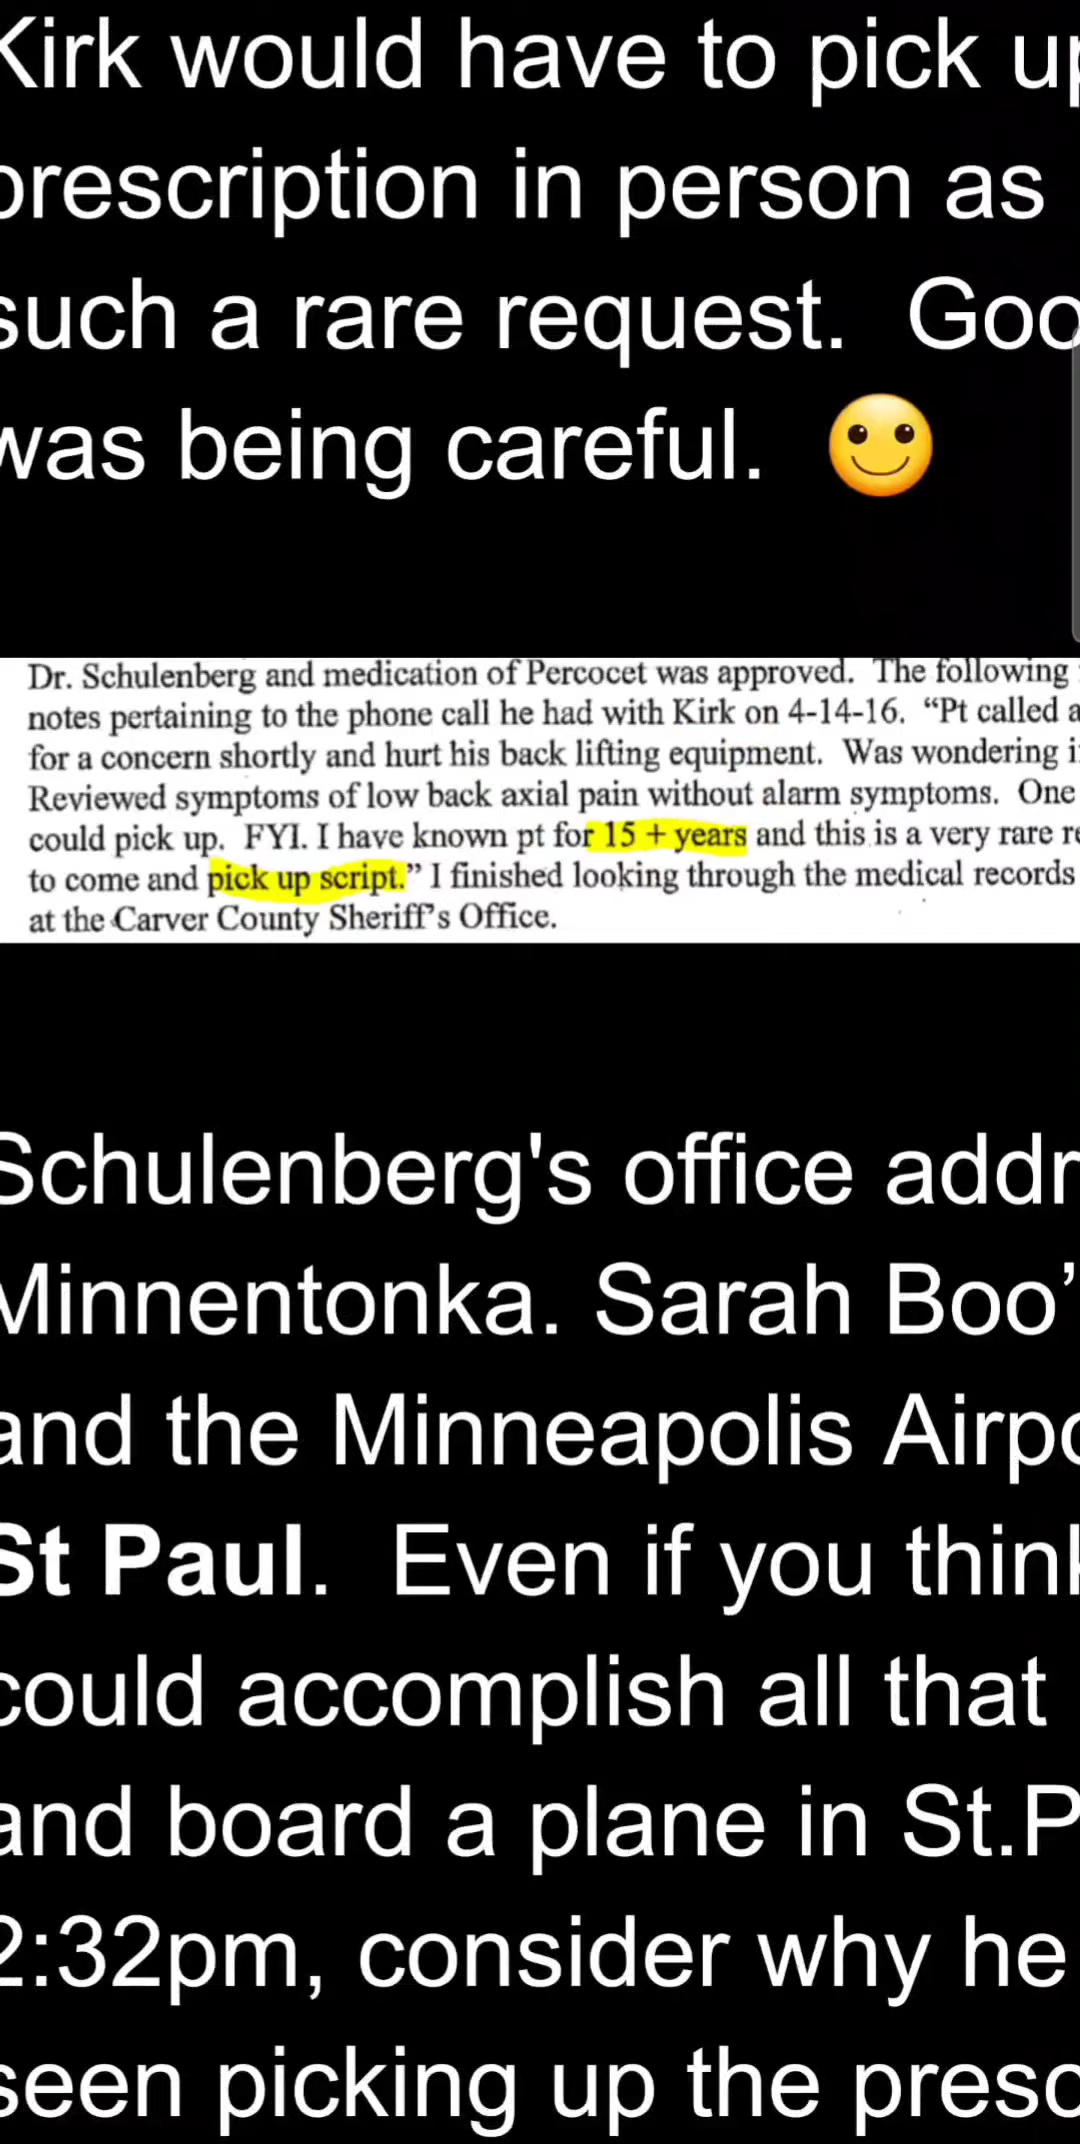 Kirk would have to pick up
prescription in person as
such a rare request. Goo
was being careful. 🙂
Dr. Schulenberg and medication of Percocet was approved. The following
notes pertaining to the phone call he had with Kirk on 4-14-16. “Pt called a
for a concern shortly and hurt his back lifting equipment. Was wondering i
Reviewed symptoms of low back axial pain without alarm symptoms. One
could pick up. FYI. I have known pt for 15 + years and this is a very rare re
to come and pick up script.” I finished looking through the medical records
at the Carver County Sheriff’s Office.
Schulenberg's office addr
Minnentonka. Sarah Boo’
and the Minneapolis Airpo
St Paul. Even if you think
could accomplish all that
and board a plane in St.P
2:32pm, consider why he
seen picking up the presc